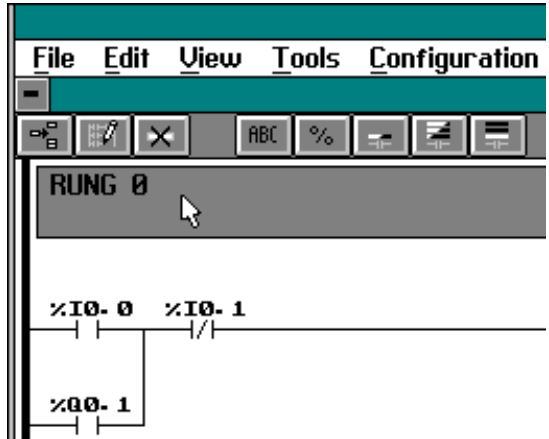 File Edit View Tools Configuration
ABC %
RUNG 0
%I0.0 %I0.1
%Q0.1